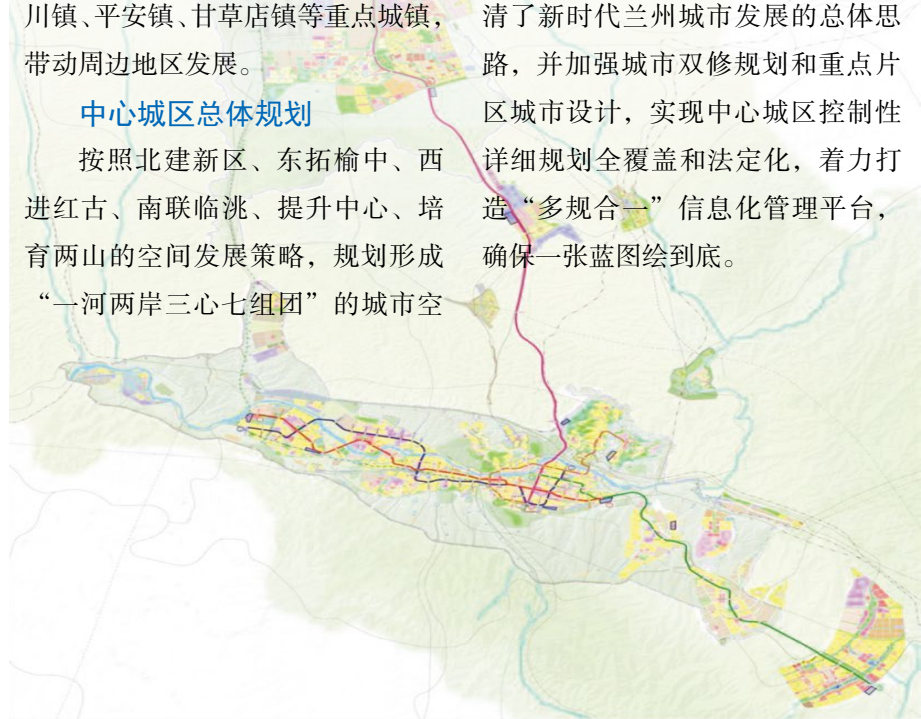 川镇、平安镇、甘草店镇等重点城镇，
带动周边地区发展。
中心城区总体规划
按照北建新区、东拓榆中、西
进红古、南联临洮、提升中心、培
育两山的空间发展策略，规划形成
“一河两岸三心七组团”的城市空
清了新时代兰州城市发展的总体思
路，并加强城市双修规划和重点片
区城市设计，实现中心城区控制性
详细规划全覆盖和法定化，着力打
造“多规合一”信息化管理平台，
确保一张蓝图绘到底。